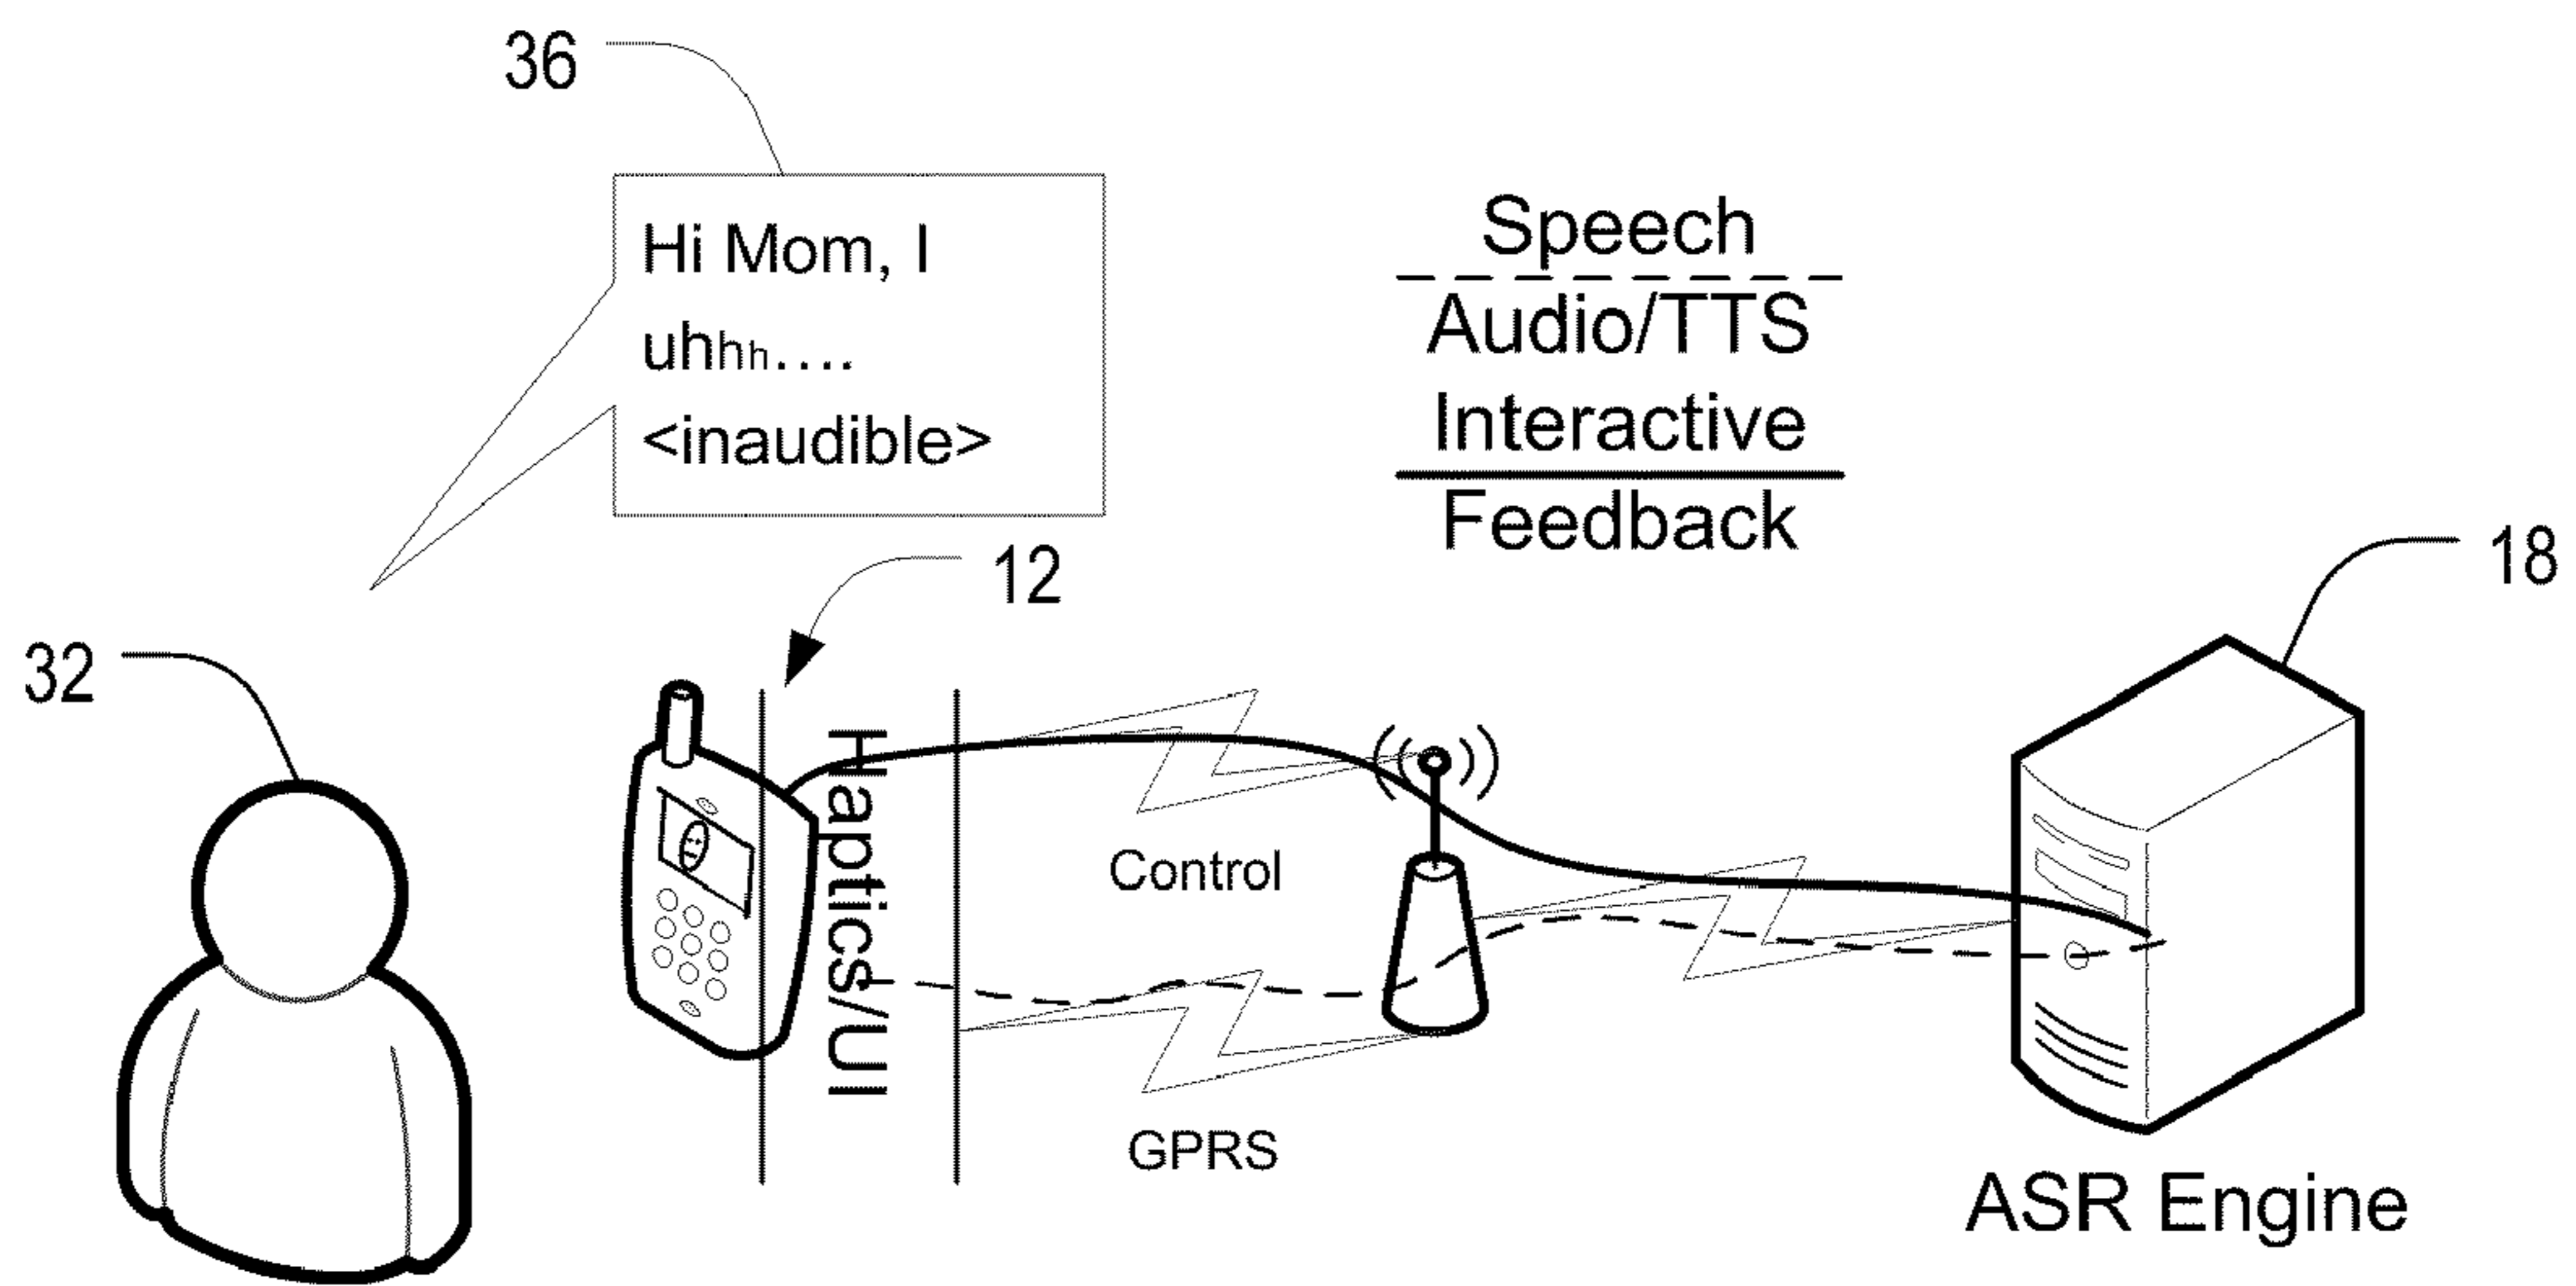 36
Hi Mom, I
uhhh....
<inaudible>
Speech
Audio/TTS
Interactive
Feedback
12
18
32
Haptics/UI
Control
GPRS
ASR Engine